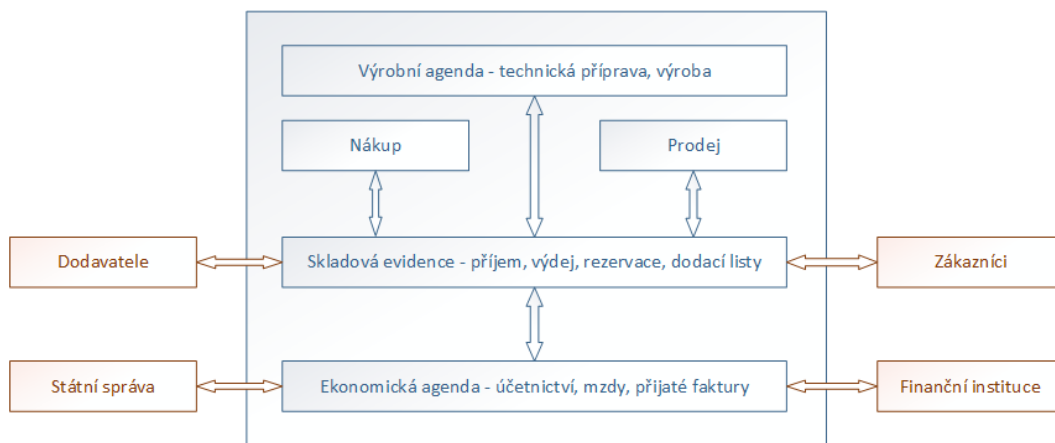 Výrobní agenda - technická příprava, výroba
Nákup
Prodej
Dodavatele
Skladová evidence - příjem, výdej, rezervace, dodací listy
Zákazníci
Státní správa
Ekonomická agenda - účetnictví, mzdy, přijaté faktury
Finanční instituce